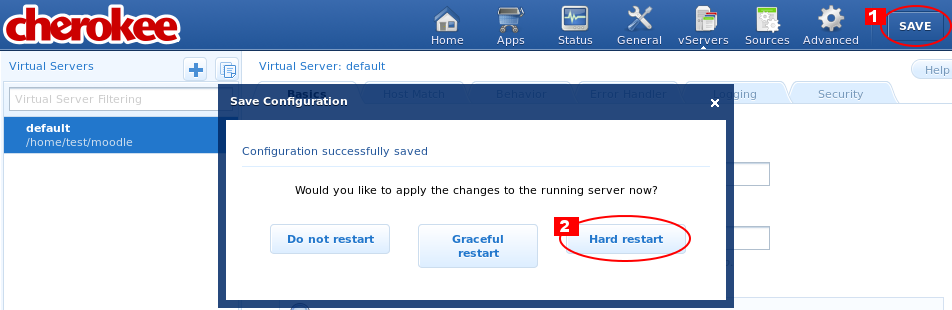 cherokee
Home
Apps
Status
General
vServers
Sources
Advanced
1
SAVE
Virtual Servers
Virtual Server: default
Help
Virtual Server Filtering
Basics
Host Match
Behavior
Error Handler
Logging
Security
default
/home/test/moodle
Save Configuration
Configuration successfully saved
Would you like to apply the changes to the running server now?
Do not restart
Graceful
restart
2
Hard restart